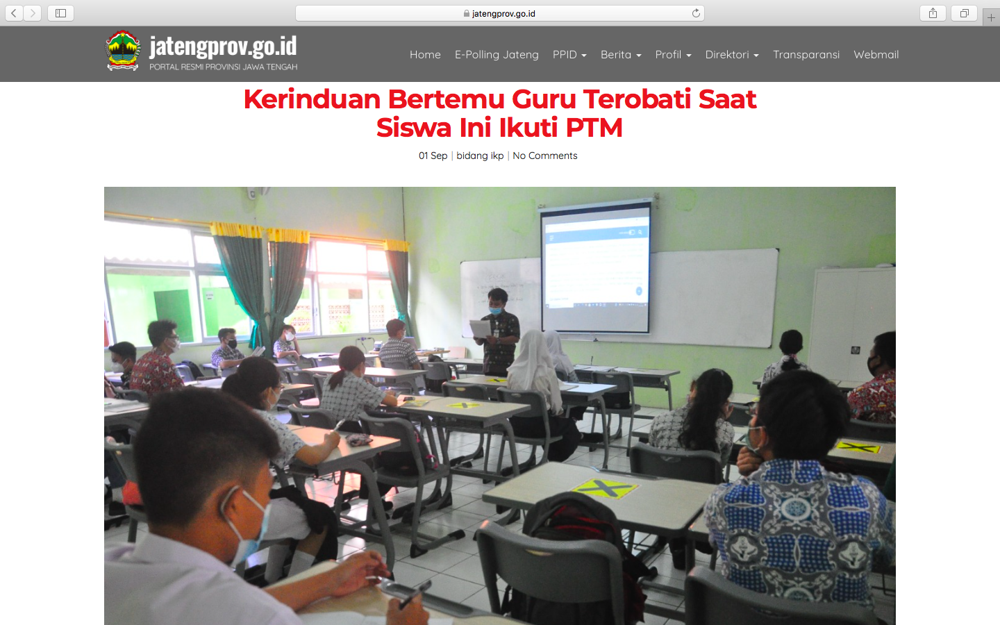 jatengprov.go.id
jatengprov.go.id
PORTAL RESMI PROVINSI JAWA TENGAH
Home E-Polling Jateng PPID Berita Profil Direktori Transparansi Webmail
Kerinduan Bertemu Guru Terobati Saat
Siswa Ini Ikuti PTM
01 Sep | bidang ikp | No Comments